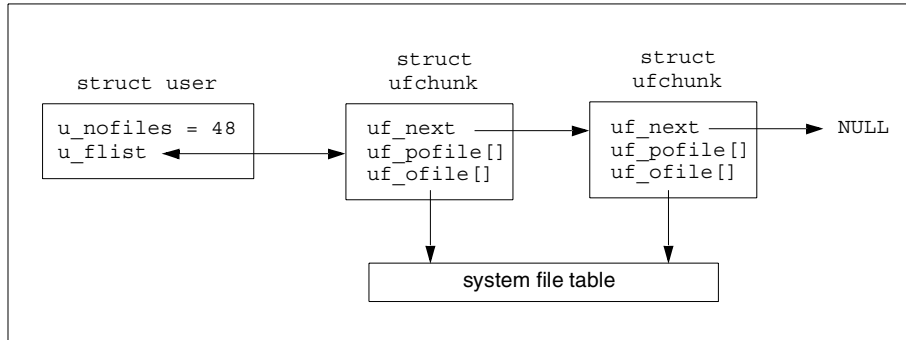 struct user
u_nofiles = 48
u_flist
struct
ufchunk
uf_next
uf_pofile[]
uf_ofile[]
struct
ufchunk
uf_next
uf_pofile[]
uf_ofile[]
NULL
system file table